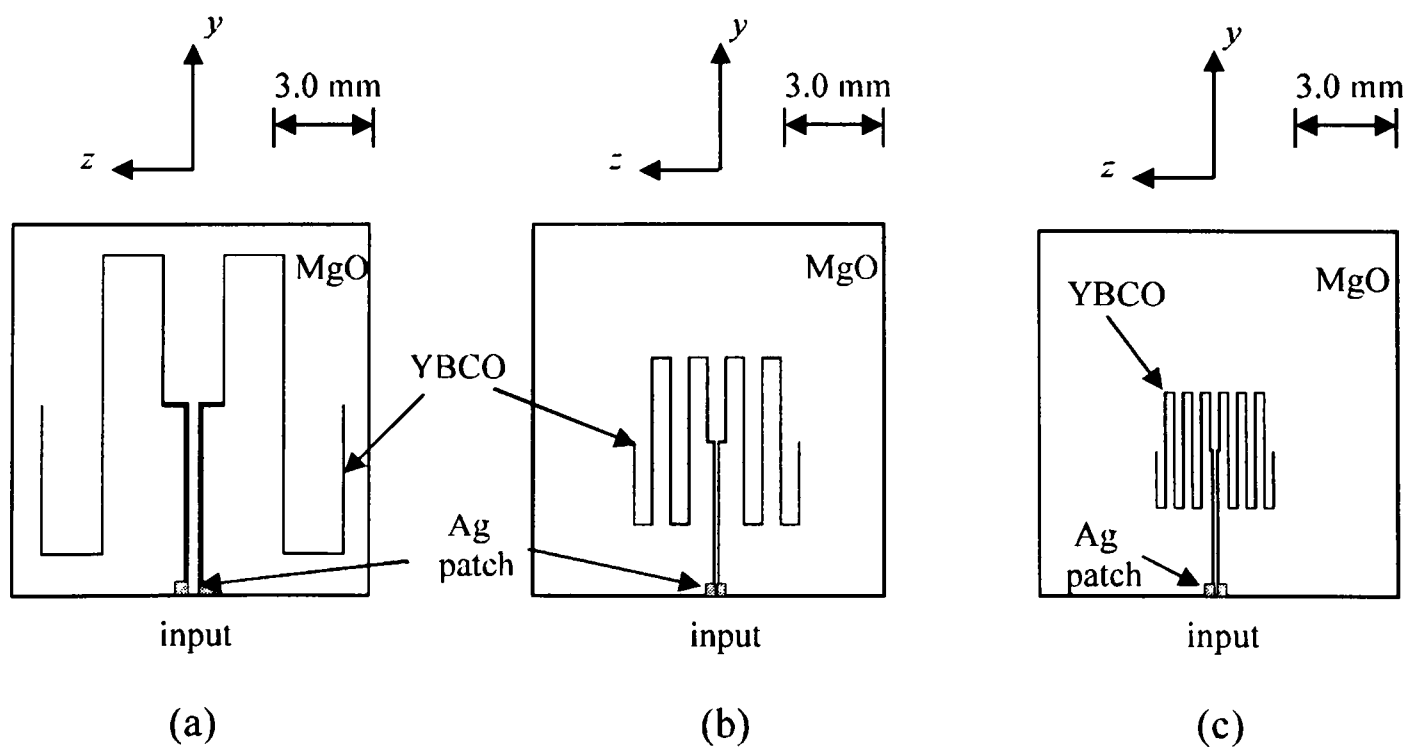 y
3.0 mm
z
MgO
input
(a)
y
3.0 mm
z
MgO
YBCO
Ag
patch
input
(b)
y
3.0 mm
z
MgO
YBCO
Ag
patch
input
(c)